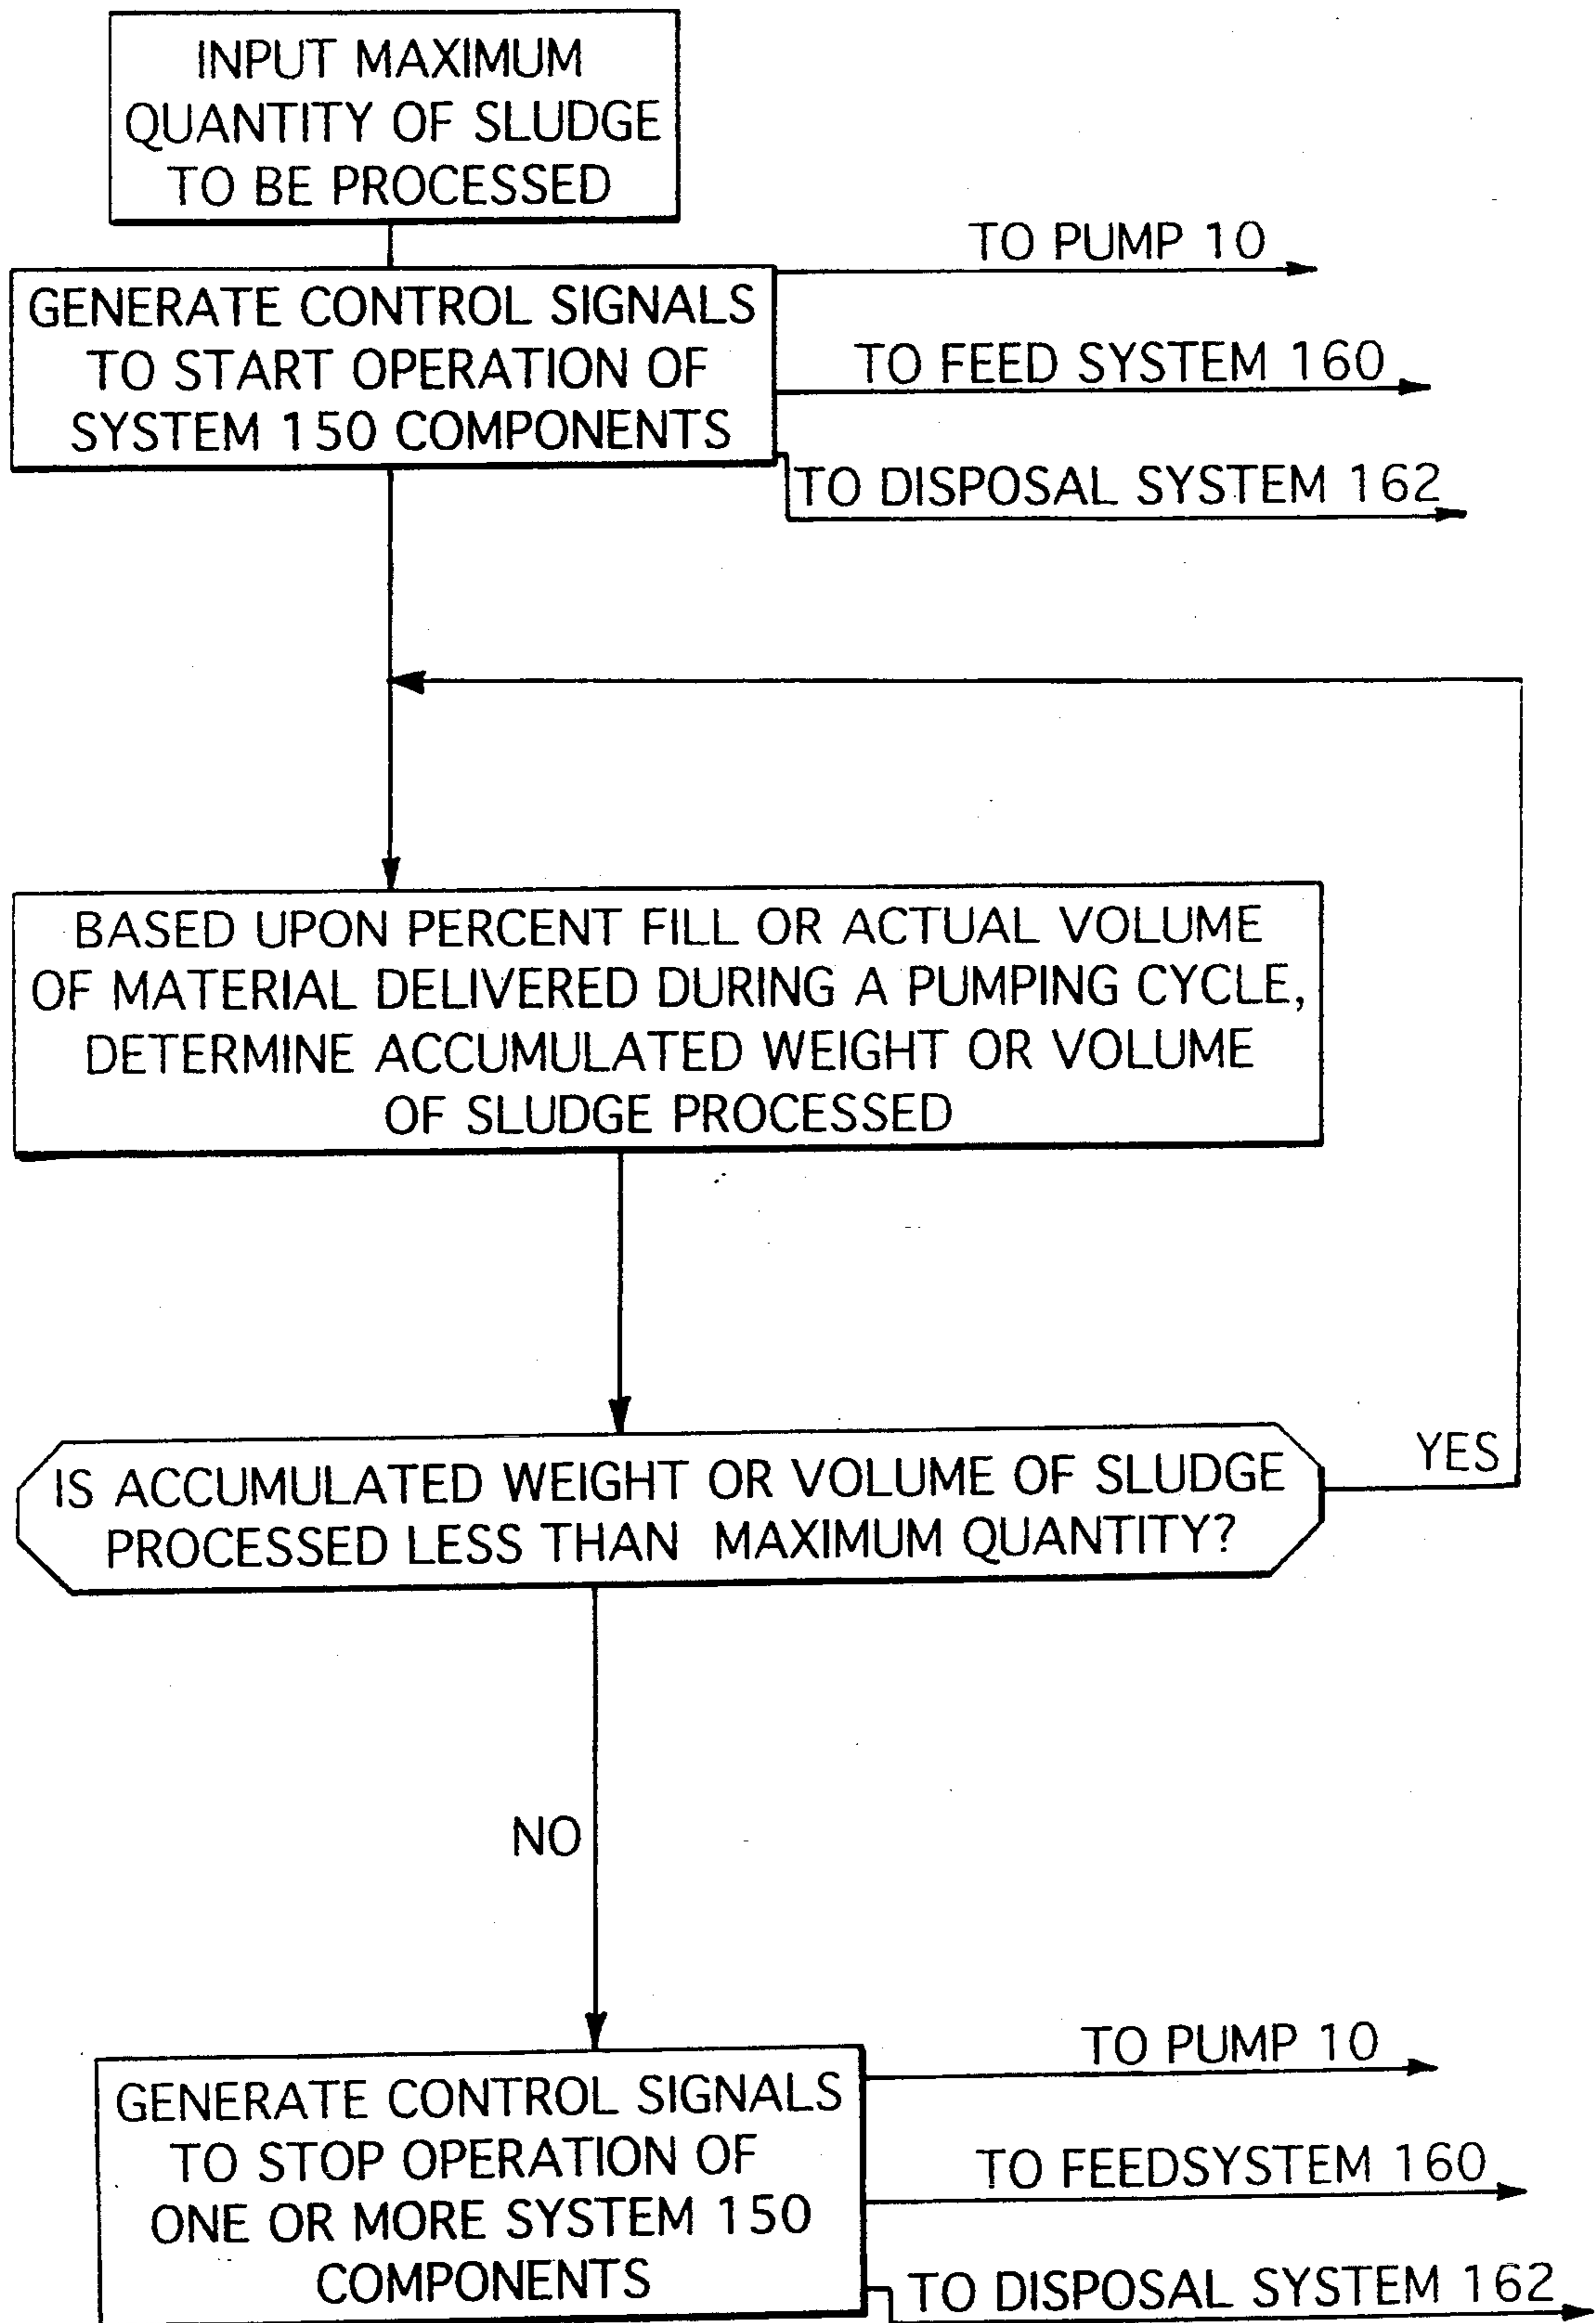 INPUT MAXIMUM
QUANTITY OF SLUDGE
TO BE PROCESSED
GENERATE CONTROL SIGNALS
TO START OPERATION OF
SYSTEM 150 COMPONENTS
TO PUMP 10
TO FEED SYSTEM 160
TO DISPOSAL SYSTEM 162
BASED UPON PERCENT FILL OR ACTUAL VOLUME
OF MATERIAL DELIVERED DURING A PUMPING CYCLE,
DETERMINE ACCUMULATED WEIGHT OR VOLUME
OF SLUDGE PROCESSED
IS ACCUMULATED WEIGHT OR VOLUME OF SLUDGE
PROCESSED LESS THAN MAXIMUM QUANTITY?
YES
NO
GENERATE CONTROL SIGNALS
TO STOP OPERATION OF
ONE OR MORE SYSTEM 150
COMPONENTS
TO PUMP 10
TO FEEDSYSTEM 160
TO DISPOSAL SYSTEM 162